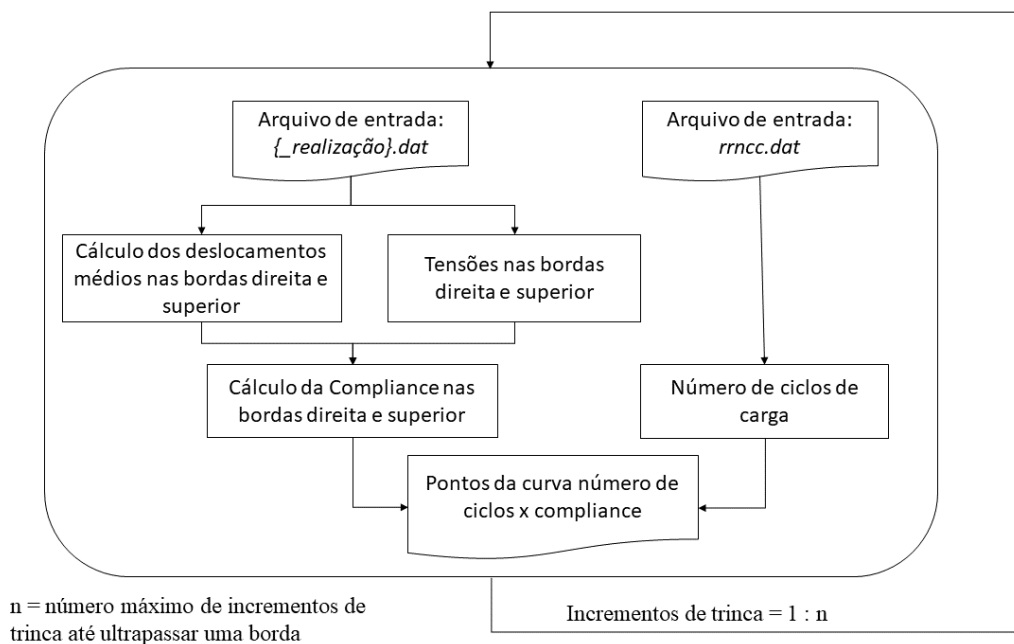 Arquivo de entrada:
{_realização}.dat
Arquivo de entrada:
rrncc.dat
Cálculo dos deslocamentos
médios nas bordas direita e
superior
Tensões nas bordas
direita e superior
Cálculo da Compliance nas
bordas direita e superior
Número de ciclos de
carga
Pontos da curva número de
ciclos x compliance
n = número máximo de incrementos de
trinca até ultrapassar uma borda
Incrementos de trinca = 1 : n